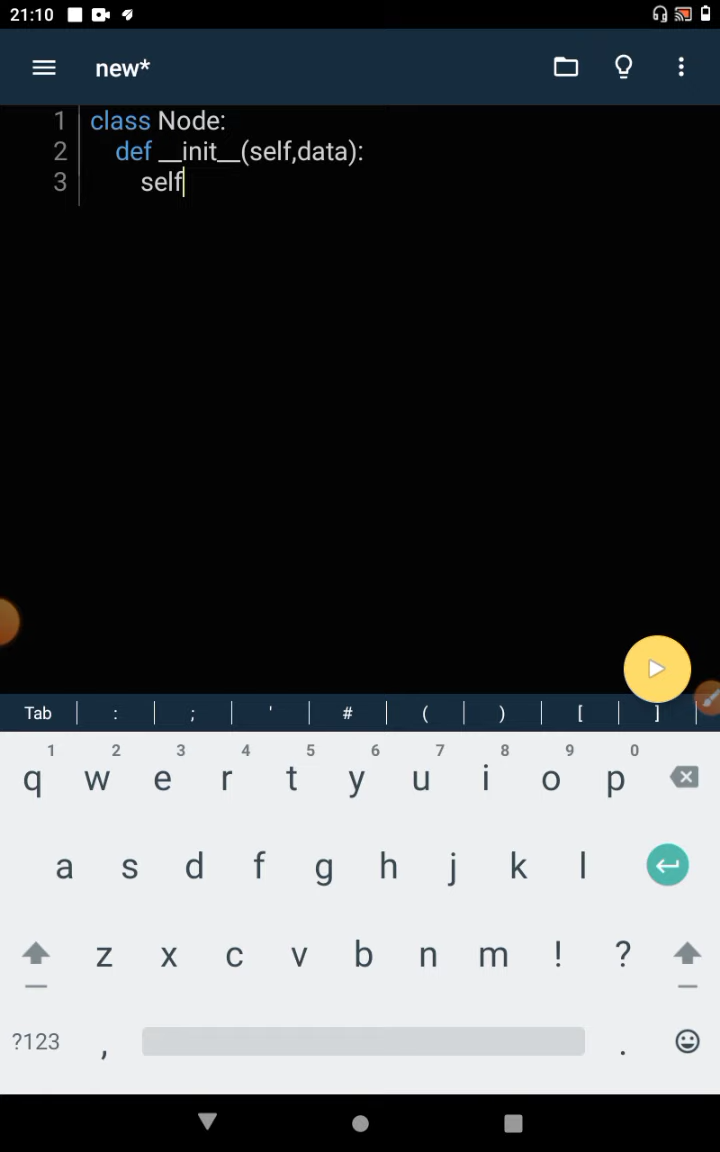 21:10
new*
1 class Node:
2 def __init__(self,data):
3 self
Tab : ; ' # ( ) [ ]
1 2 3 4 5 6 7 8 9 0
q w e r t y u i o p
a s d f g h j k l
z x c v b n m ! ?
?123 , .